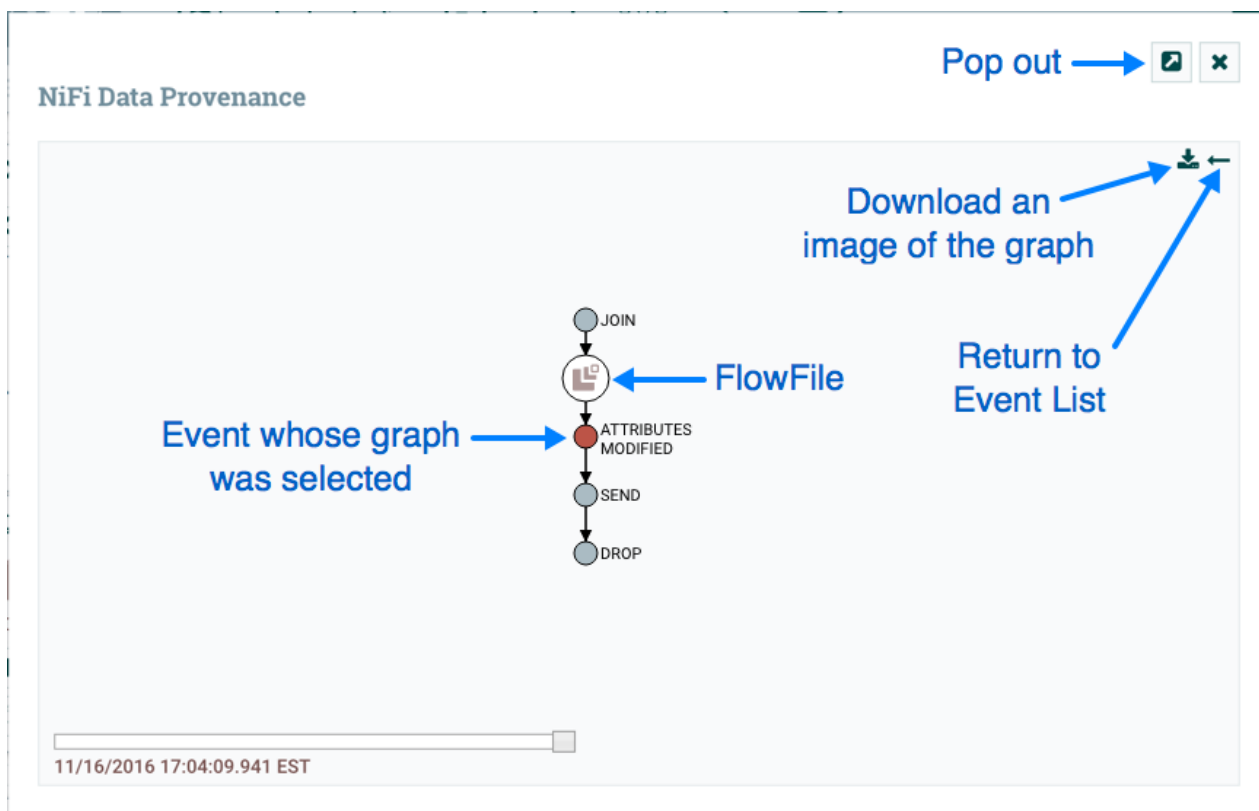 Pop out
NiFi Data Provenance
Download an
image of the graph
JOIN
Return to
Event List
FlowFile
Event whose graph
was selected
ATTRIBUTES
MODIFIED
SEND
DROP
11/16/2016 17:04:09.941 EST